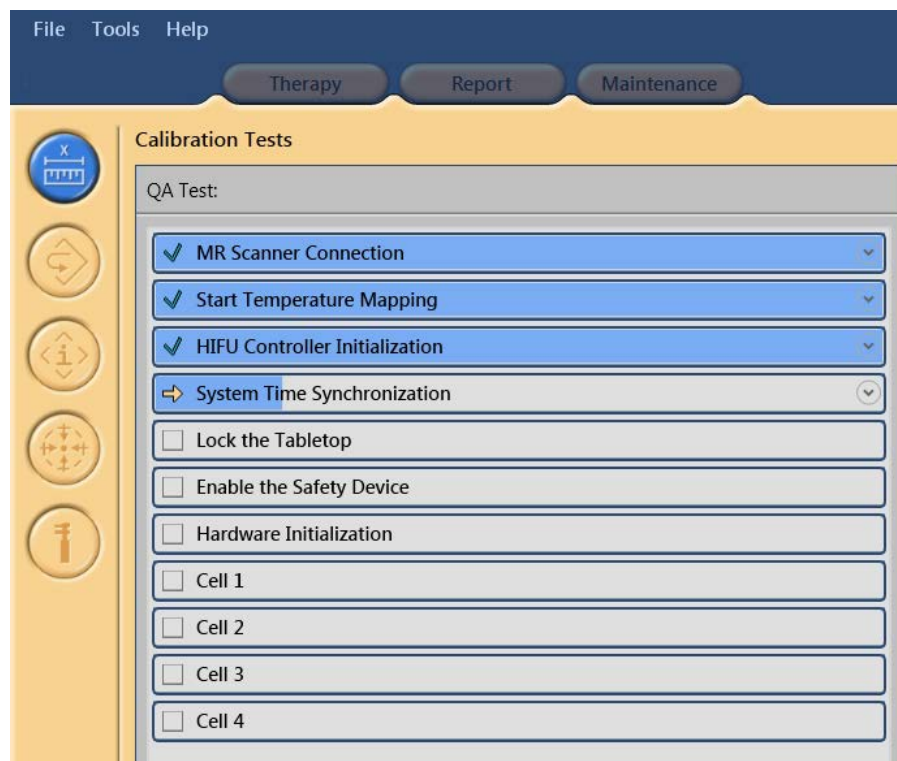 File Tools Help
Therapy Report Maintenance
Calibration Tests
QA Test:
MR Scanner Connection
Start Temperature Mapping
HIFU Controller Initialization
System Time Synchronization
Lock the Tabletop
Enable the Safety Device
Hardware Initialization
Cell 1
Cell 2
Cell 3
Cell 4